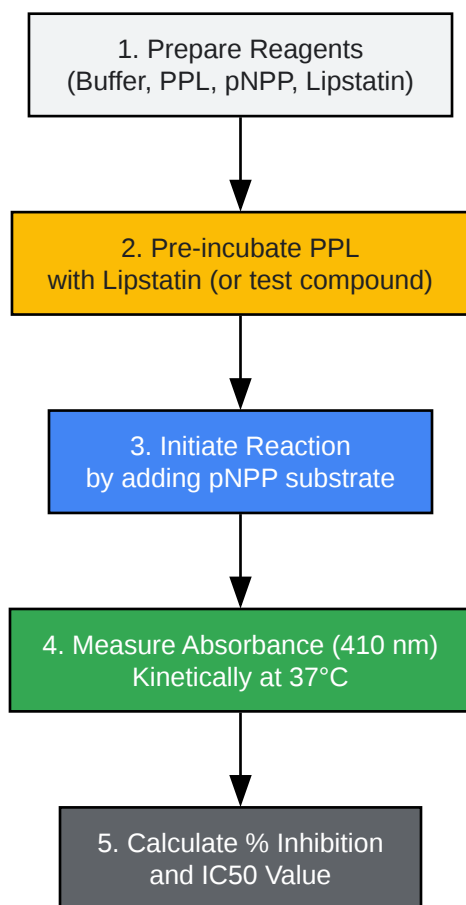 1. Prepare Reagents
(Buffer, PPL, pNPP, Lipstatin)
2. Pre-incubate PPL
with Lipstatin (or test compound)
3. Initiate Reaction
by adding pNPP substrate
4. Measure Absorbance (410 nm)
Kinetically at 37°C
5. Calculate % Inhibition
and IC50 Value